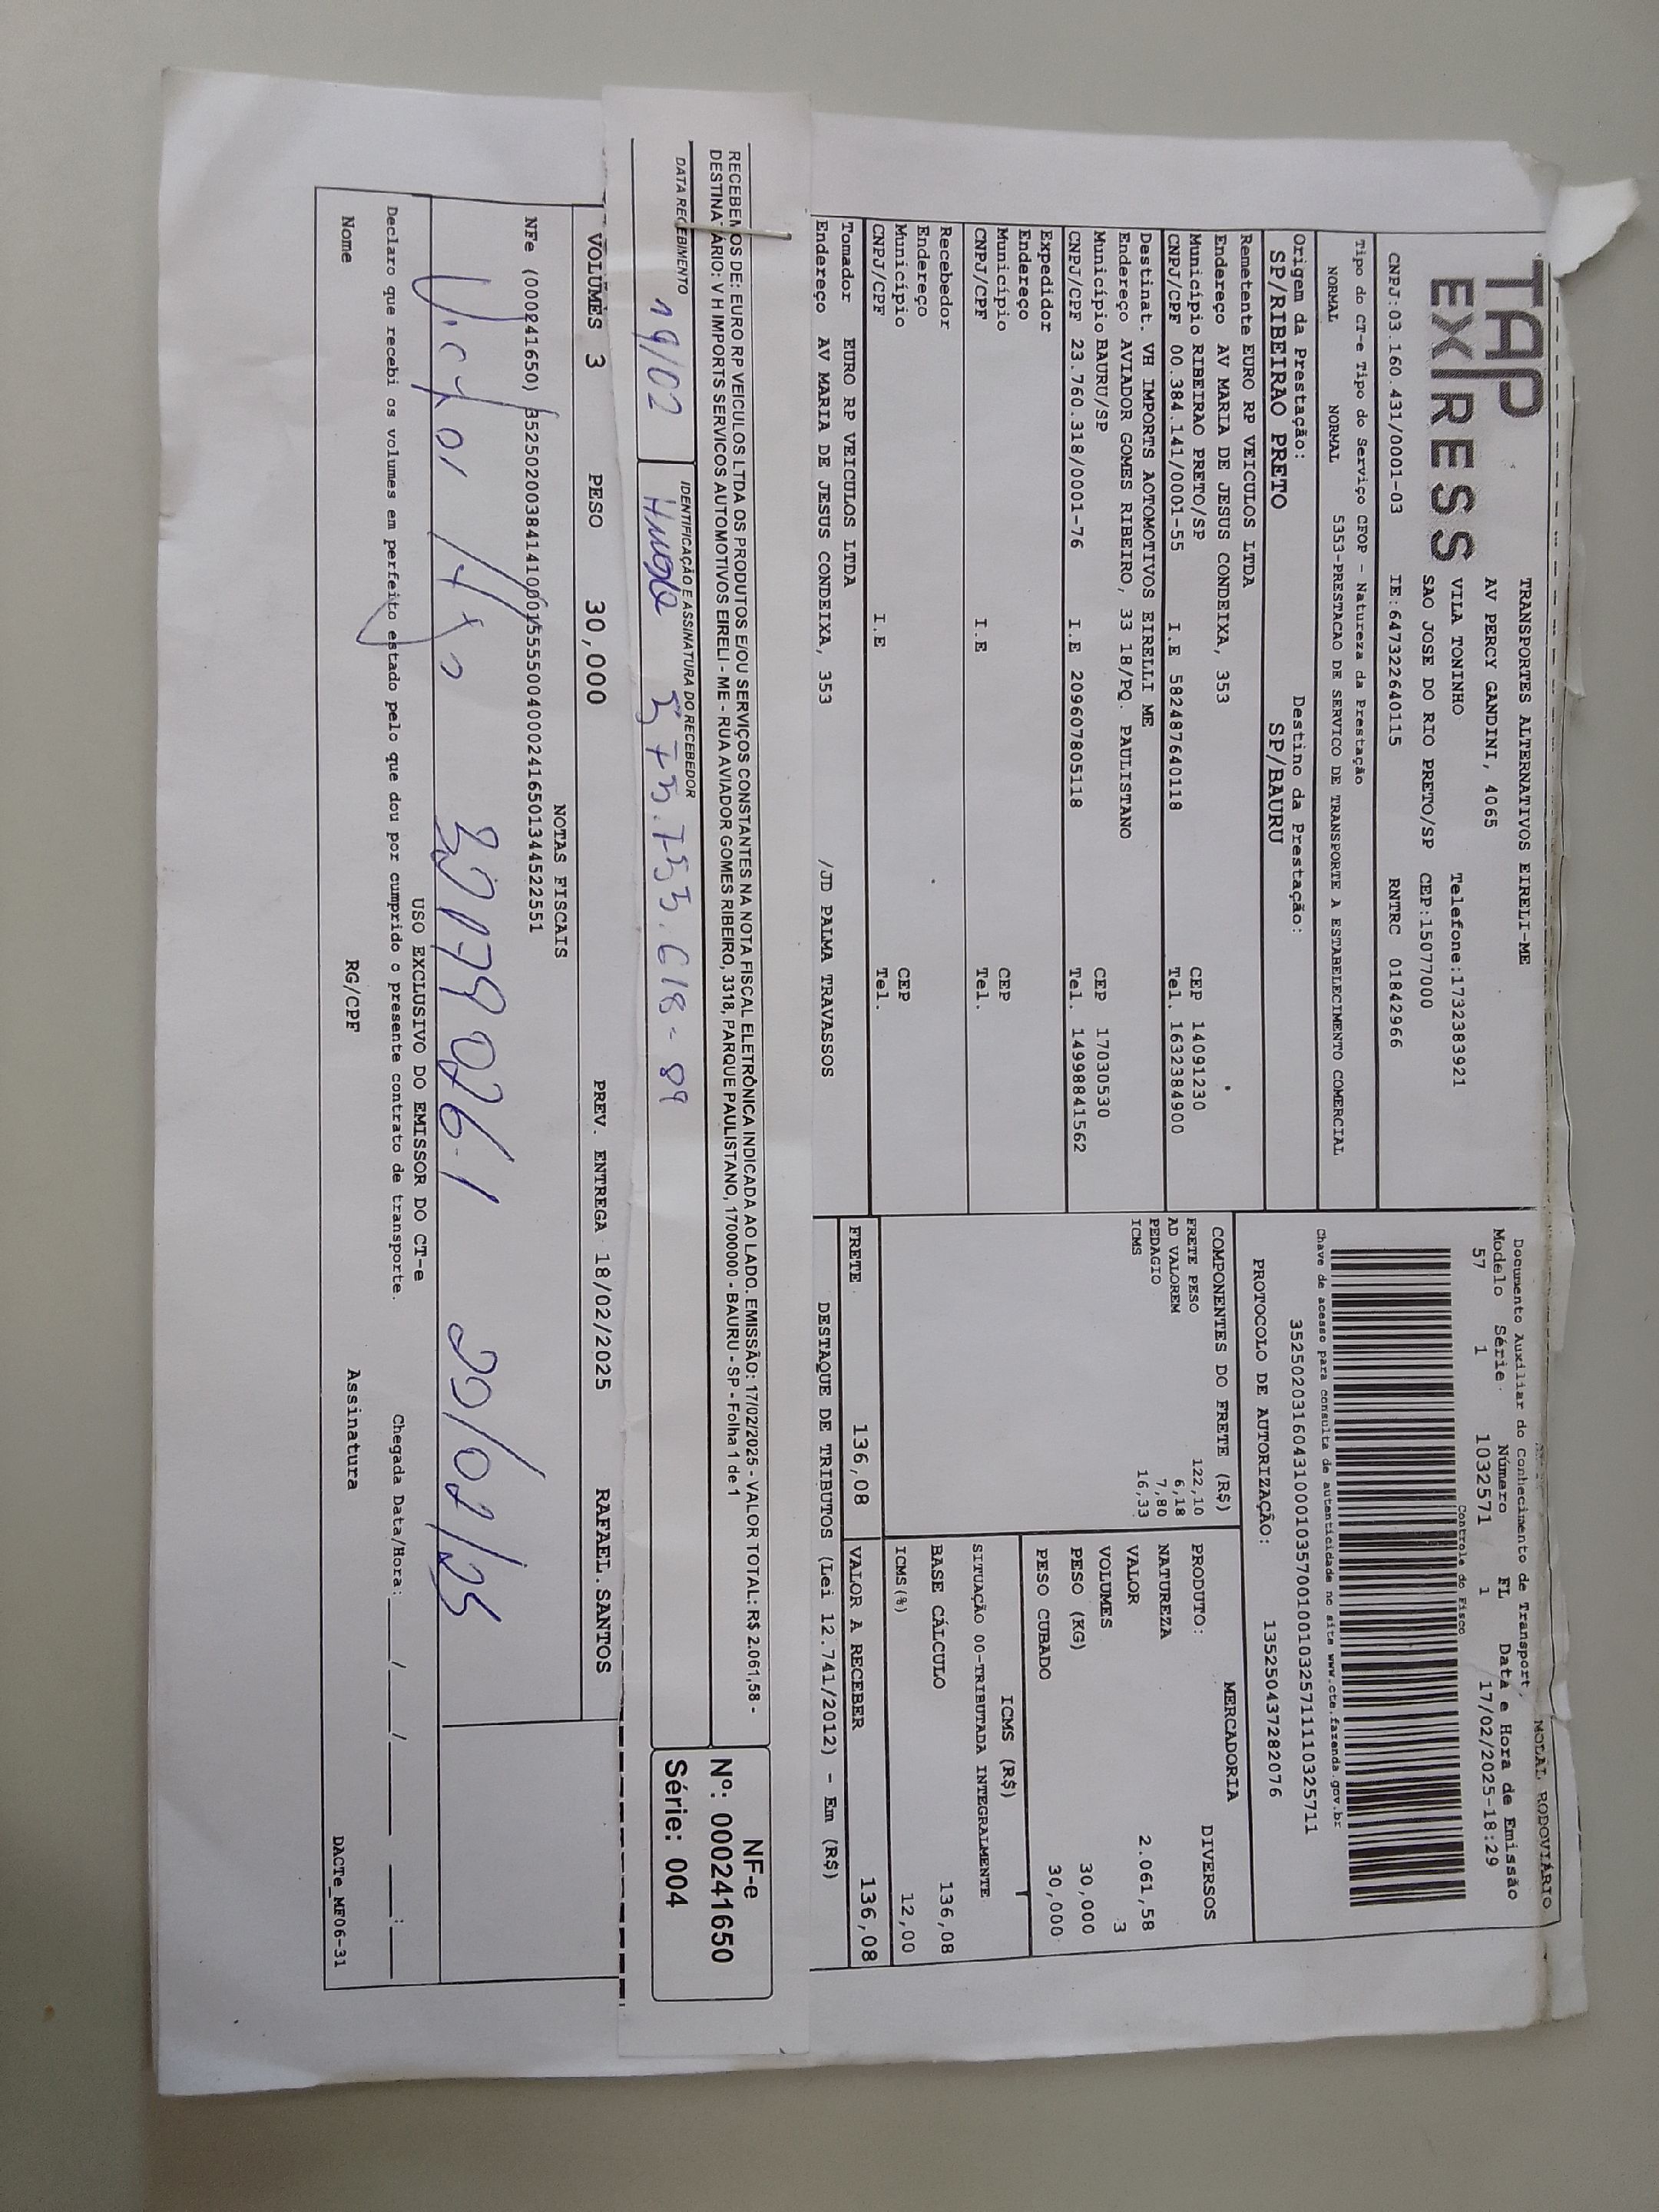 MODAL RODOVIÁRIO
TAP EXPRESS
TRANSPORTES ALTERNATIVOS EIRELI-ME
AV PERCY GANDINI, 4065
VILA TONINHO Telefone:1732383921
SAO JOSE DO RIO PRETO/SP CEP:15077000
CNPJ:03.160.431/0001-03 IE:647322640115 RNTRC 01842966
Documento Auxiliar do Conhecimento de Transport
Modelo Série Número FL Data e Hora de Emissão
57 1 1032571 1 17/02/2025-18:29
Controle do Fisco
Chave de acesso para consulta de autenticidade no site www.cte.fazenda.gov.br
35250203160431000103570010010325711110325711
PROTOCOLO DE AUTORIZAÇÃO: 135250437282076
Tipo do CT-e Tipo do Serviço CFOP - Natureza da Prestação
NORMAL NORMAL 5353-PRESTACAO DE SERVICO DE TRANSPORTE A ESTABELECIMENTO COMERCIAL
Origem da Prestação: Destino da Prestação:
SP/RIBEIRAO PRETO SP/BAURU
Remetente EURO RP VEICULOS LTDA
Endereço AV MARIA DE JESUS CONDEIXA, 353
Município RIBEIRAO PRETO/SP CEP 14091230
CNPJ/CPF 00.384.141/0001-55 I.E 582487640118 Tel. 1632384900
Destinat. VH IMPORTS AOTOMOTIVOS EIRELLI ME
Endereço AVIADOR GOMES RIBEIRO, 33 18/PQ. PAULISTANO
Município BAURU/SP CEP 17030530
CNPJ/CPF 23.760.318/0001-76 I.E 209607805118 Tel. 14998841562
Expedidor
Endereço
Município CEP
CNPJ/CPF I.E Tel.
Recebedor
Endereço
Município CEP
CNPJ/CPF I.E Tel.
Tomador EURO RP VEICULOS LTDA
Endereço AV MARIA DE JESUS CONDEIXA, 353 /JD PALMA TRAVASSOS
COMPONENTES DO FRETE (R$)
FRETE PESO 122,10
AD VALOREM 6,18
PEDAGIO 7,80
ICMS 16,33
MERCADORIA
PRODUTO: DIVERSOS
NATUREZA
VALOR 2.061,58
VOLUMES 3
PESO (KG) 30,000
PESO CUBADO 30,000
ICMS (R$)
SITUAÇÃO 00-TRIBUTADA INTEGRALMENTE
BASE CÁLCULO 136,08
ICMS(%) 12,00
FRETE 136,08 VALOR A RECEBER 136,08
DESTAQUE DE TRIBUTOS (Lei 12.741/2012) - Em (R$)
RECEBEMOS DE: EURO RP VEICULOS LTDA OS PRODUTOS E/OU SERVIÇOS CONSTANTES NA NOTA FISCAL ELETRÔNICA INDICADA AO LADO. EMISSÃO: 17/02/2025 - VALOR TOTAL: R$ 2.061,58 -
DESTINATÁRIO: V H IMPORTS SERVICOS AUTOMOTIVOS EIRELI - ME - RUA AVIADOR GOMES RIBEIRO, 3318, PARQUE PAULISTANO, 17000000 - BAURU - SP - Folha 1 de 1
DATA RECEBIMENTO IDENTIFICAÇÃO E ASSINATURA DO RECEBEDOR
19/02
NF-e
Nº: 000241650
Série: 004
VOLUMES 3 PESO 30,000 PREV. ENTREGA 18/02/2025 RAFAEL.SANTOS
NOTAS FISCAIS
NFe (000241650) 35250200384141000155550040002416501344522551
Victor 20/02/25
USO EXCLUSIVO DO EMISSOR DO CT-e
Declaro que recebi os volumes em perfeito estado pelo que dou por cumprido o presente contrato de transporte. Chegada Data/Hora:___/___/___ __:__
Nome RG/CPF Assinatura
DACTe_MF06-31